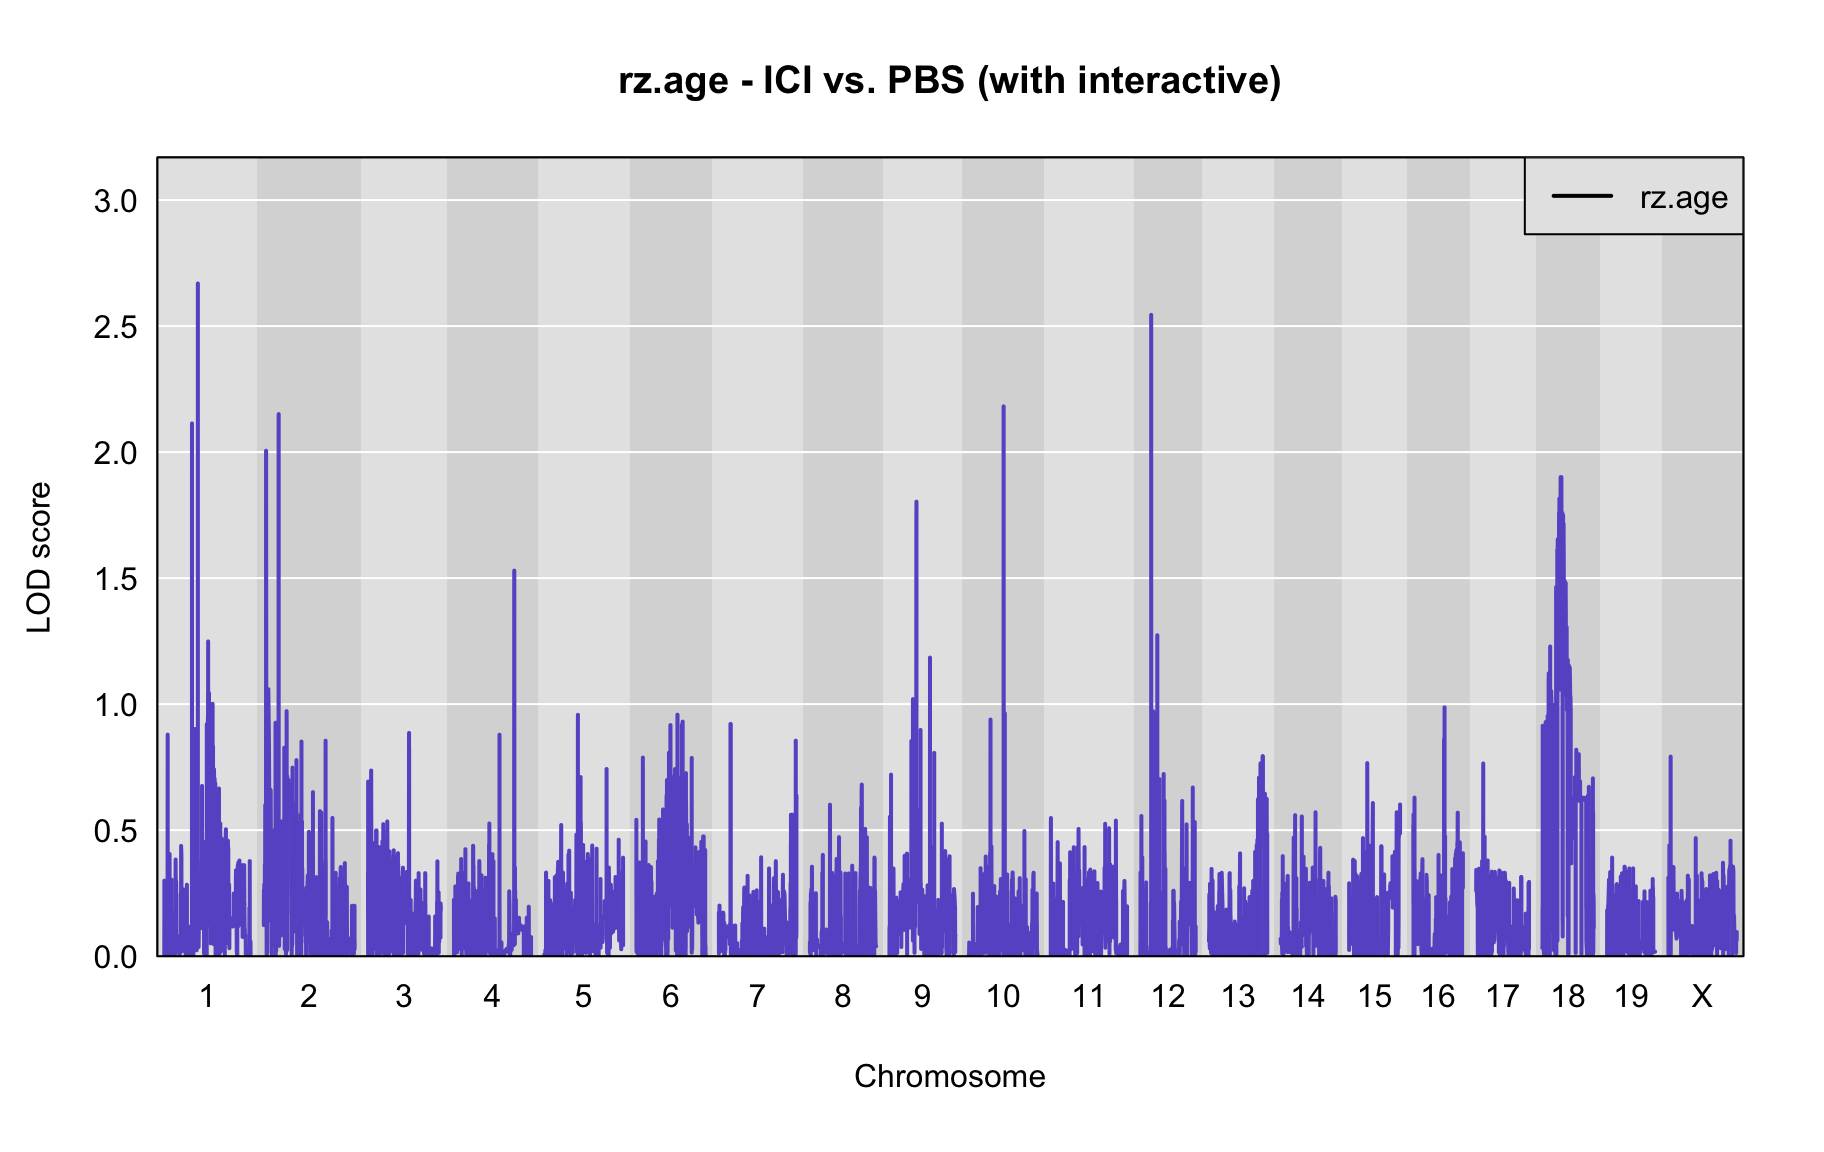 rz.age - ICI vs. PBS (with interactive)
rz.age
3.0
2.5
2.0
1.5
1.0
0.5
0.0
LOD score
1 2 3 4 5 6 7 8 9 10 11 12 13 14 15 16 17 18 19 X
Chromosome